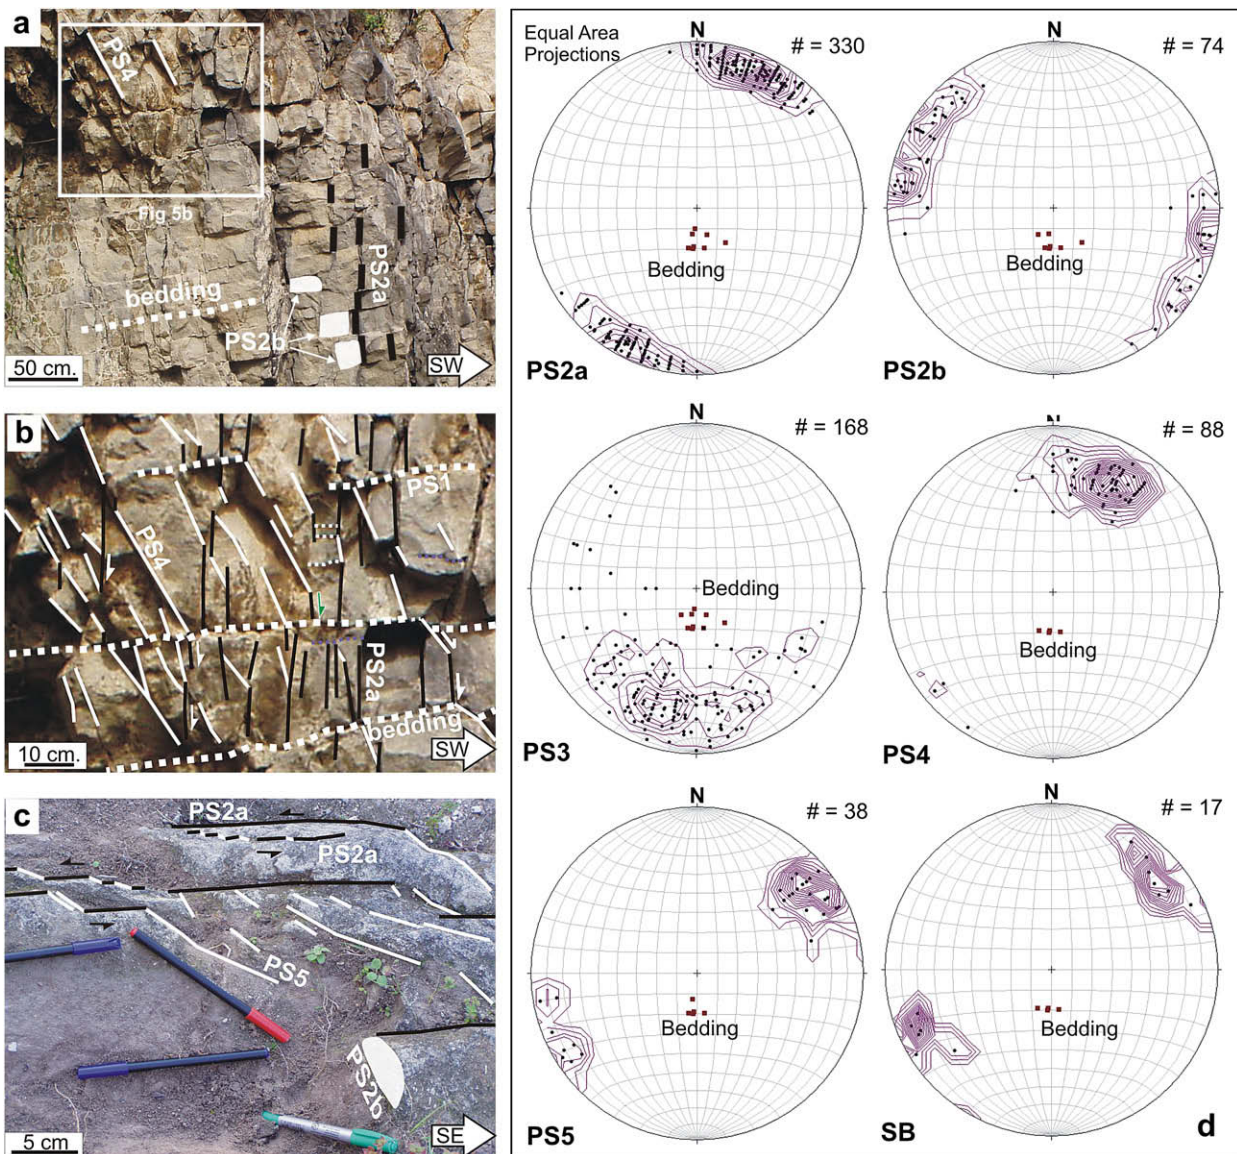 a
PS4
Fig 5b
bedding
PS2a
PS2b
50 cm.
SW
b
PS1
PS4
PS2a
bedding
10 cm.
SW
c
PS2a
PS2a
PS5
PS2b
5 cm
SE
Equal Area
Projections
N
# = 330
Bedding
PS2a
N
# = 74
Bedding
PS2b
N
# = 168
Bedding
PS3
N
# = 88
Bedding
PS4
N
# = 38
Bedding
PS5
N
# = 17
Bedding
SB
d